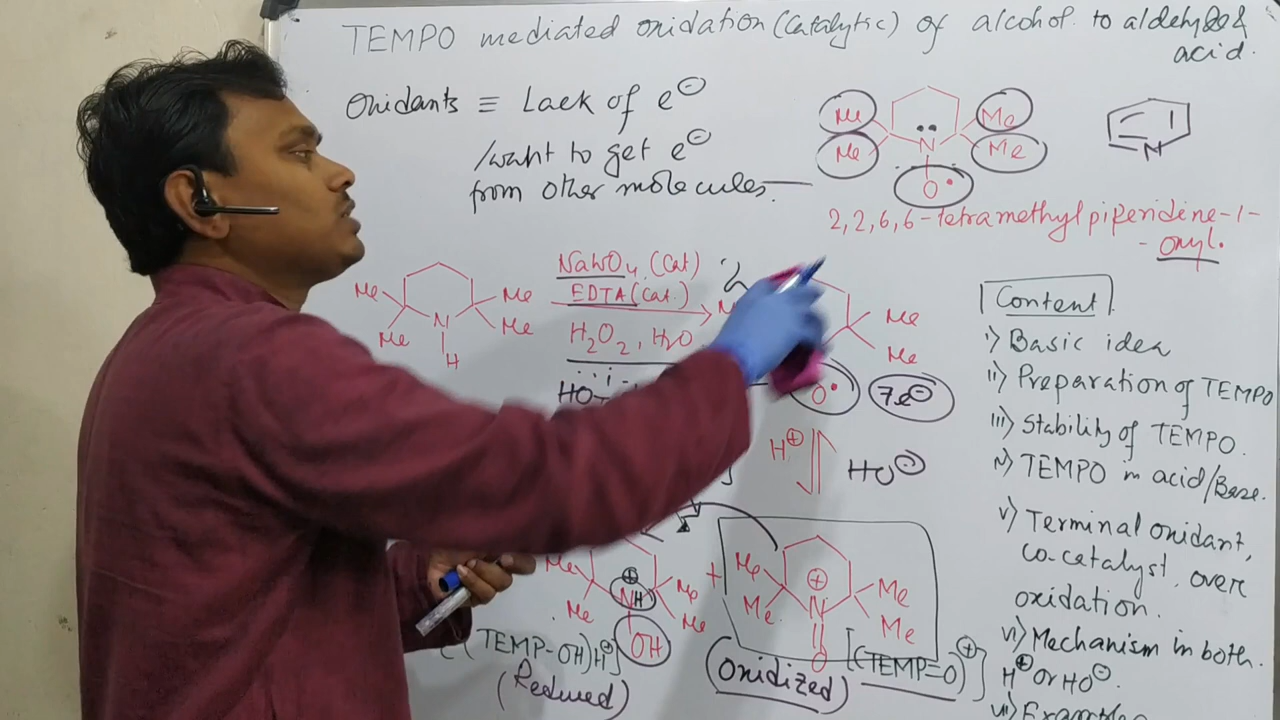 TEMPO mediated oxidation (Catalytic) of alcohol to aldehyde &
acid.
Oxidants ≡ Lack of e⊖
/want to get e⊖
from other molecules.
Me Me
Me Me
N
O•
N
2,2,6,6-tetramethyl piperidine-1-
-oxyl.
NaWO4 (Cat)
EDTA (Cat.)
H2O2, H2O
Me Me
Me Me
N
H
2
Me
Me
O•
7e⊖
HO
H⊕
HO⊖
Me Me
Me Me
⊕
NH
OH
+
Me Me
Me Me
⊕
N
O
(TEMP-OH)H⊕]
(Reduced)
[(TEMP=O)⊕]
(Oxidized)
Content
i) Basic idea
ii) Preparation of TEMPO
iii) Stability of TEMPO.
iv) TEMPO in acid/Base.
v) Terminal oxidant,
co-catalyst, over
oxidation.
vi) Mechanism in both.
H⊕ or HO⊖.
vii) Examples